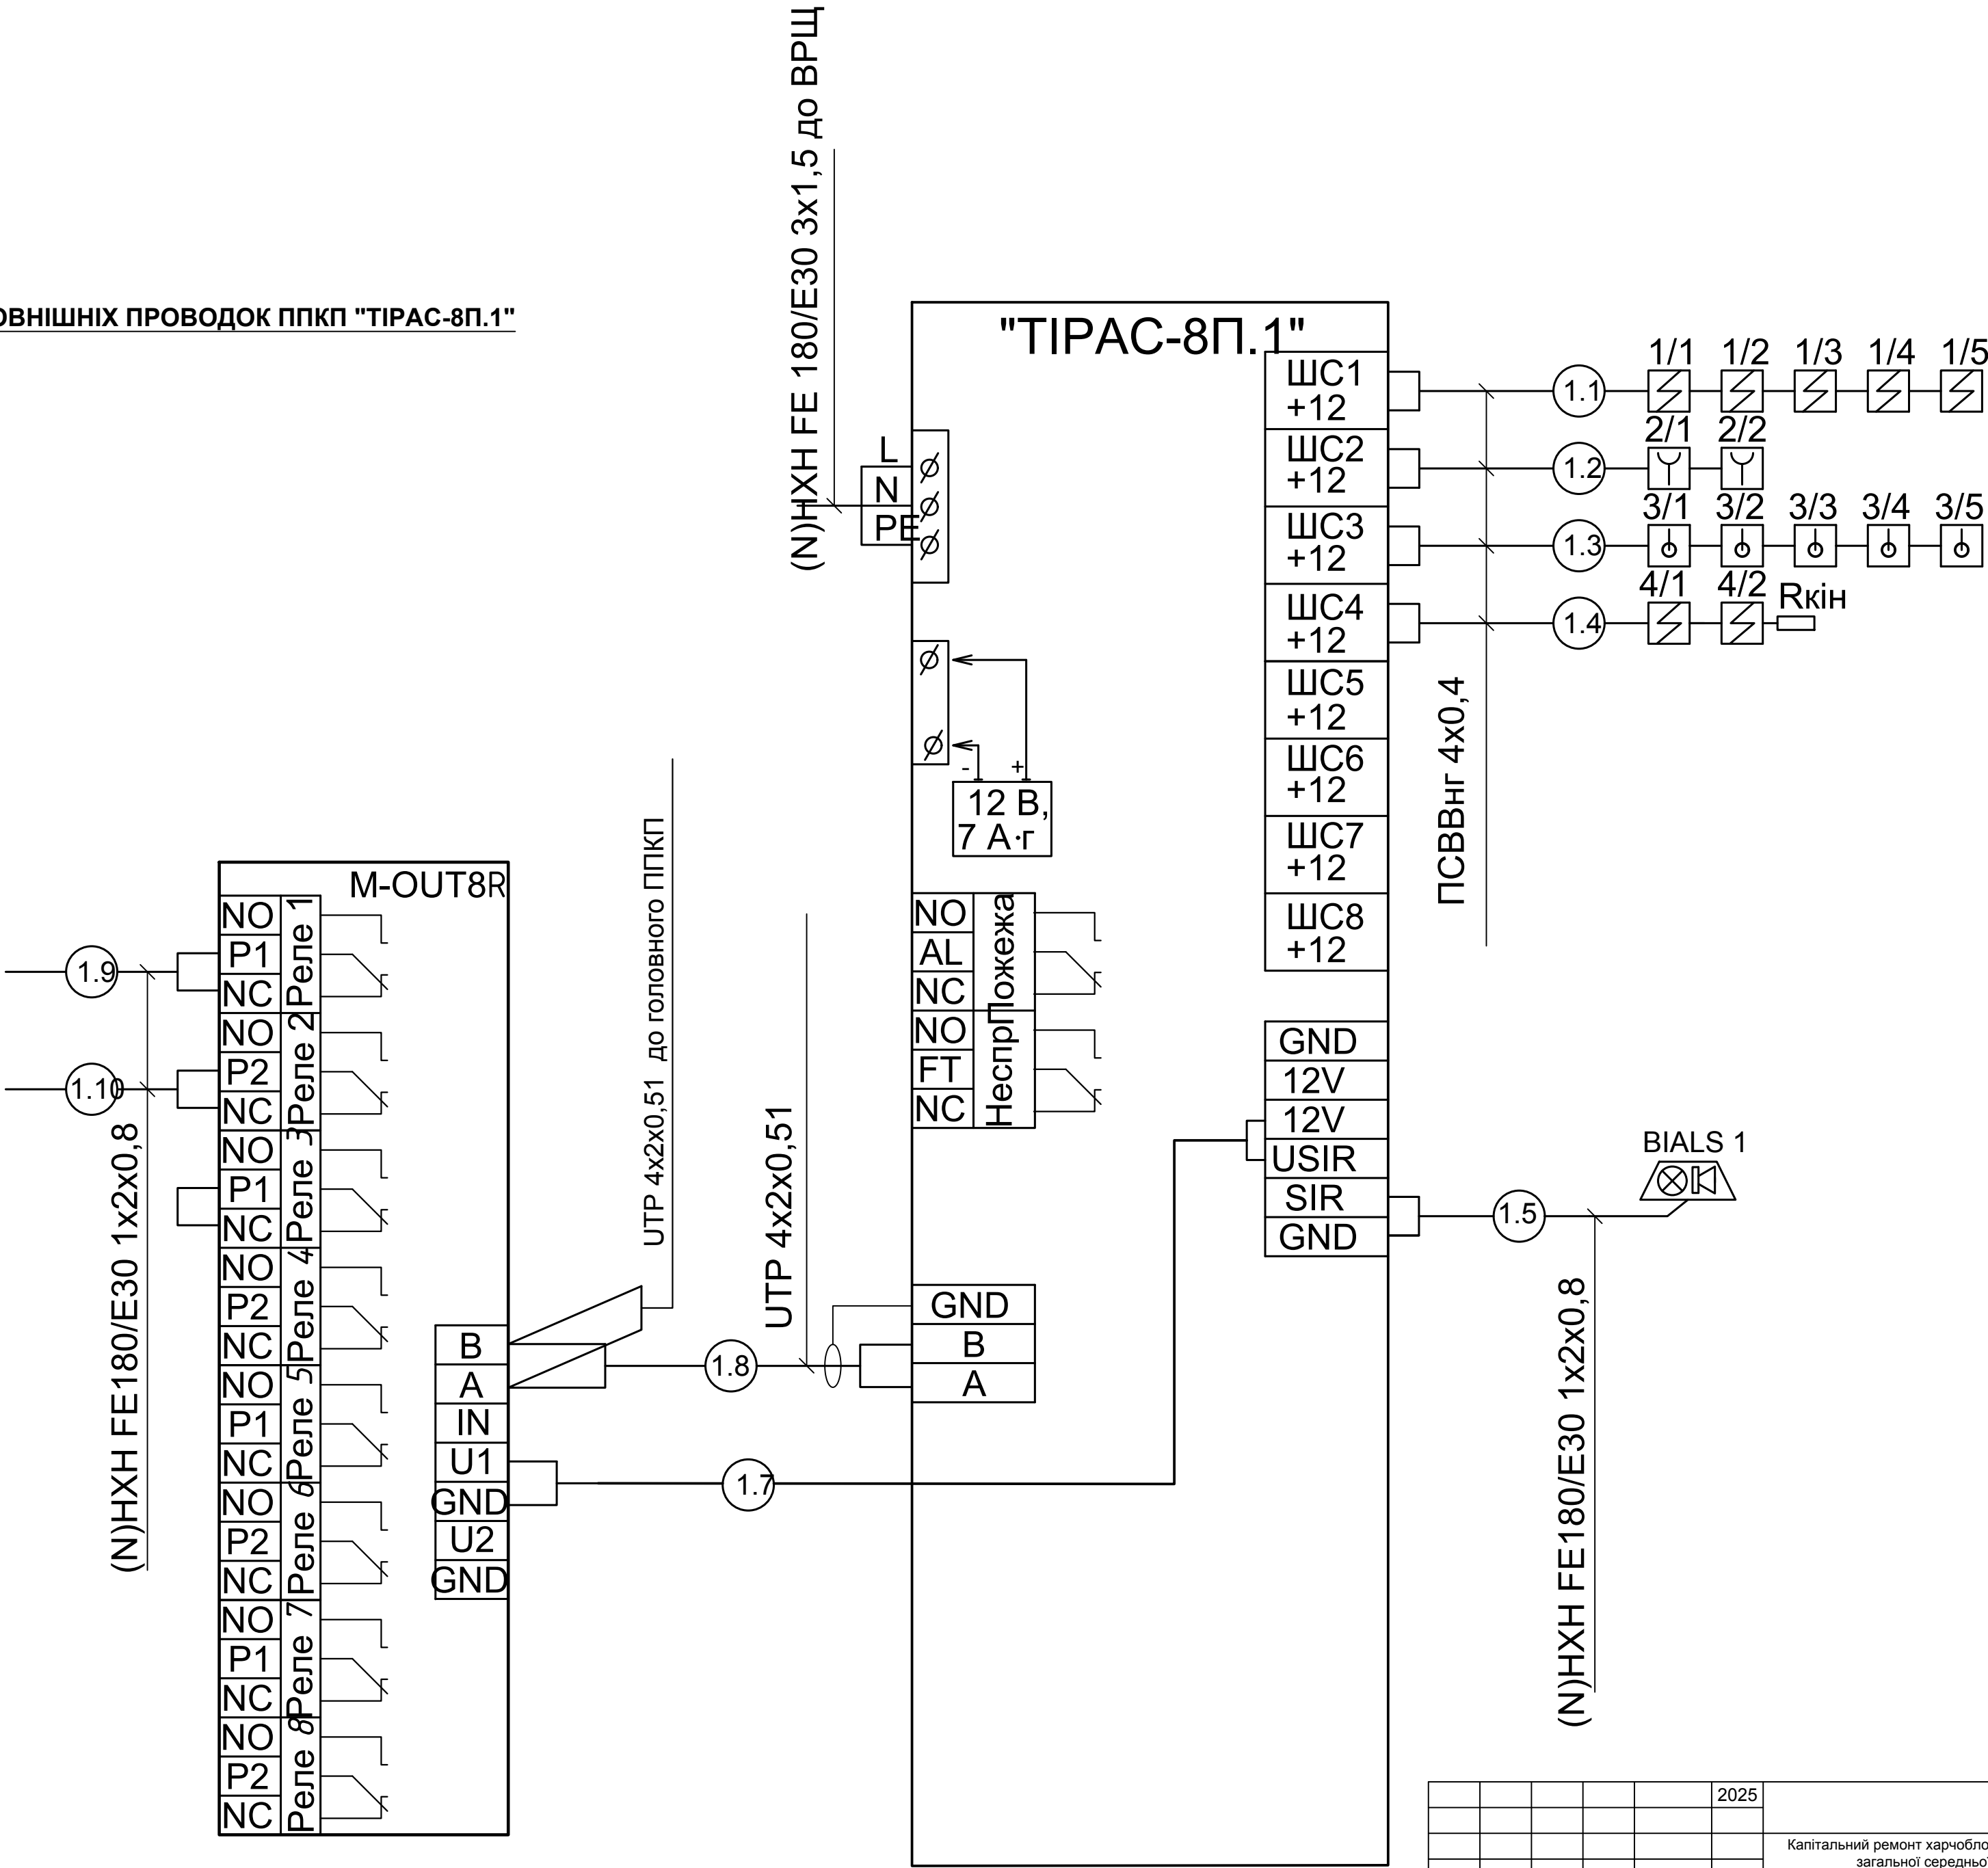 ОВНІШНІХ ПРОВОДОК ППКП "ТІРАС-8П.1"
(N)HXH FE 180/E30 3x1,5 до ВРЩ
"ТІРАС-8П.1"
L
N
PE
ШС1
+12
ШС2
+12
ШС3
+12
ШС4
+12
ШС5
+12
ШС6
+12
ШС7
+12
ШС8
+12
1.1
1/1 1/2 1/3 1/4 1/5
1.2
2/1 2/2
1.3
3/1 3/2 3/3 3/4 3/5
1.4
4/1 4/2 Rкін
ПСВВнг 4х0,4
- +
12 В,
7 А·г
NO
AL
NC
Пожежа
NO
FT
NC
Неспр
GND
12V
12V
USIR
SIR
GND
1.5
BIALS 1
(N)HXH FE180/E30 1x2x0,8
GND
B
A
UTP 4x2x0,51
1.8
1.7
UTP 4x2x0,51 до головного ППКП
M-OUT8R
NO
P1
NC
Реле 1
NO
P2
NC
Реле 2
NO
P1
NC
Реле 3
NO
P2
NC
Реле 4
NO
P1
NC
Реле 5
NO
P2
NC
Реле 6
NO
P1
NC
Реле 7
NO
P2
NC
Реле 8
B
A
IN
U1
GND
U2
GND
1.9
1.10
(N)HXH FE180/E30 1x2x0,8
2025
Капітальний ремонт харчобло
загальної середньо